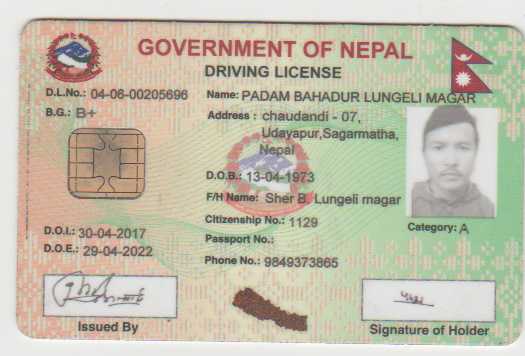 GOVERNMENT OF NEPAL
DRIVING LICENSE
D.L.No.: 04-06-00205696
Name: PADAM BAHADUR LUNGELI MAGAR
B.G.: B+
Address : chaudandi - 07,
Udayapur,Sagarmatha,
Nepal
D.O.B.: 13-04-1973
F/H Name: Sher B. Lungeli magar
Citizenship No.: 1129
Category: A
D.O.I.: 30-04-2017
Passport No.:
D.O.E.: 29-04-2022
Phone No.: 9849373865
Issued By
Signature of Holder